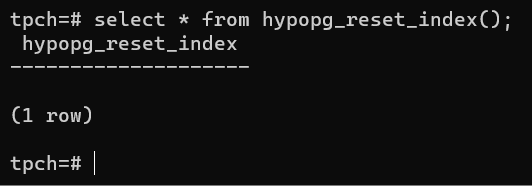 tpch=# select * from hypopg_reset_index();
 hypopg_reset_index
--------------------

(1 row)

tpch=#